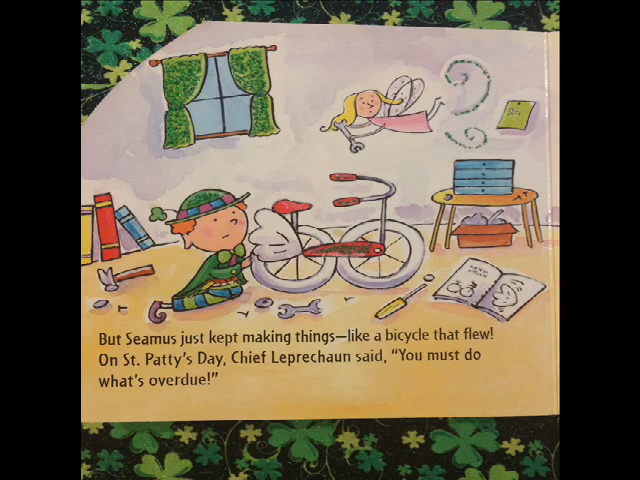 But Seamus just kept making things—like a bicycle that flew!
On St. Patty's Day, Chief Leprechaun said, "You must do
what's overdue!"